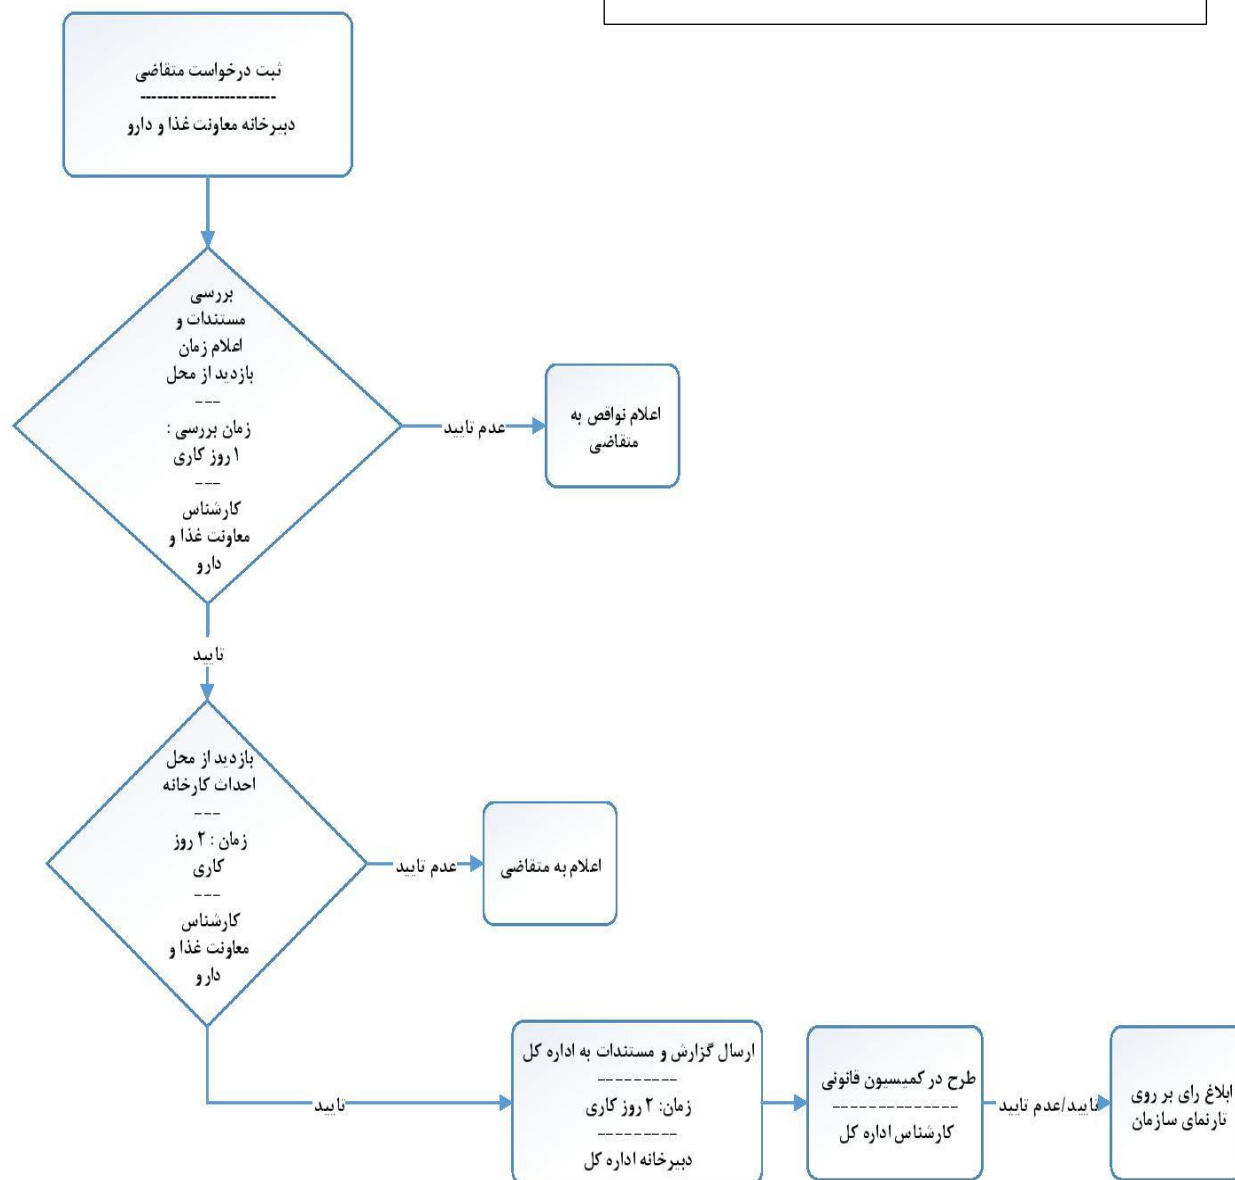 ثبت درخواست متقاضی
------------------------
دبیرخانه معاونت غذا و دارو
بررسی
مستندات و
اعلام زمان
بازدید از محل
---
زمان بررسی :
۱ روز کاری
---
کارشناس
معاونت غذا و
دارو
عدم تایید
اعلام نواقص به
متقاضی
تایید
بازدید از محل
احداث کارخانه
---
زمان : ۲ روز
کاری
---
کارشناس
معاونت غذا و
دارو
عدم تایید
اعلام به متقاضی
تایید
ارسال گزارش و مستندات به اداره کل
---------
زمان: ۲ روز کاری
---------
دبیرخانه اداره کل
طرح در کمیسیون قانونی
--------------
کارشناس اداره کل
تایید/عدم تایید
ابلاغ رای بر روی
تارنمای سازمان